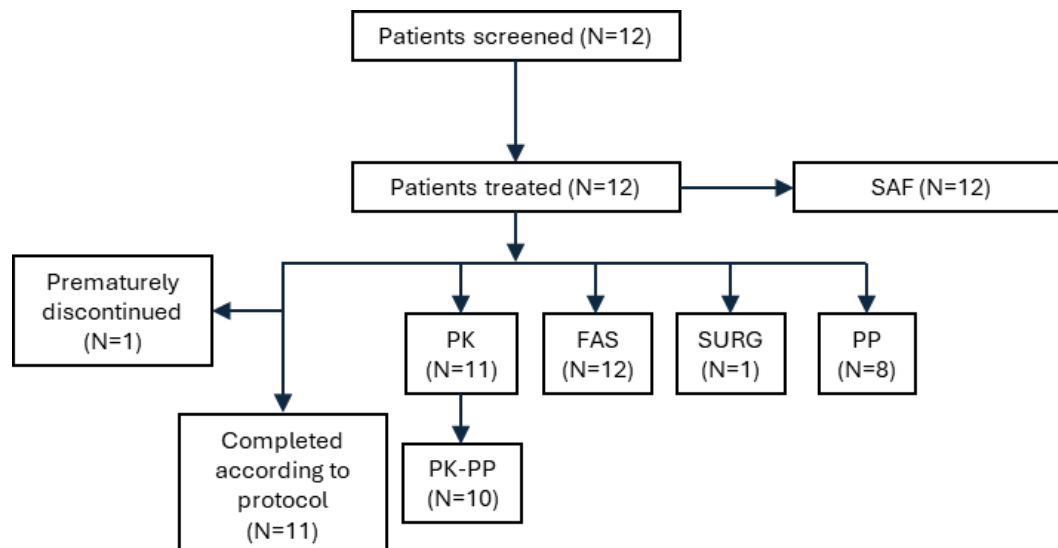 Patients screened (N=12)
Patients treated (N=12)
SAF (N=12)
Prematurely
discontinued
(N=1)
PK
(N=11)
FAS
(N=12)
SURG
(N=1)
PP
(N=8)
Completed
according to
protocol
(N=11)
PK-PP
(N=10)